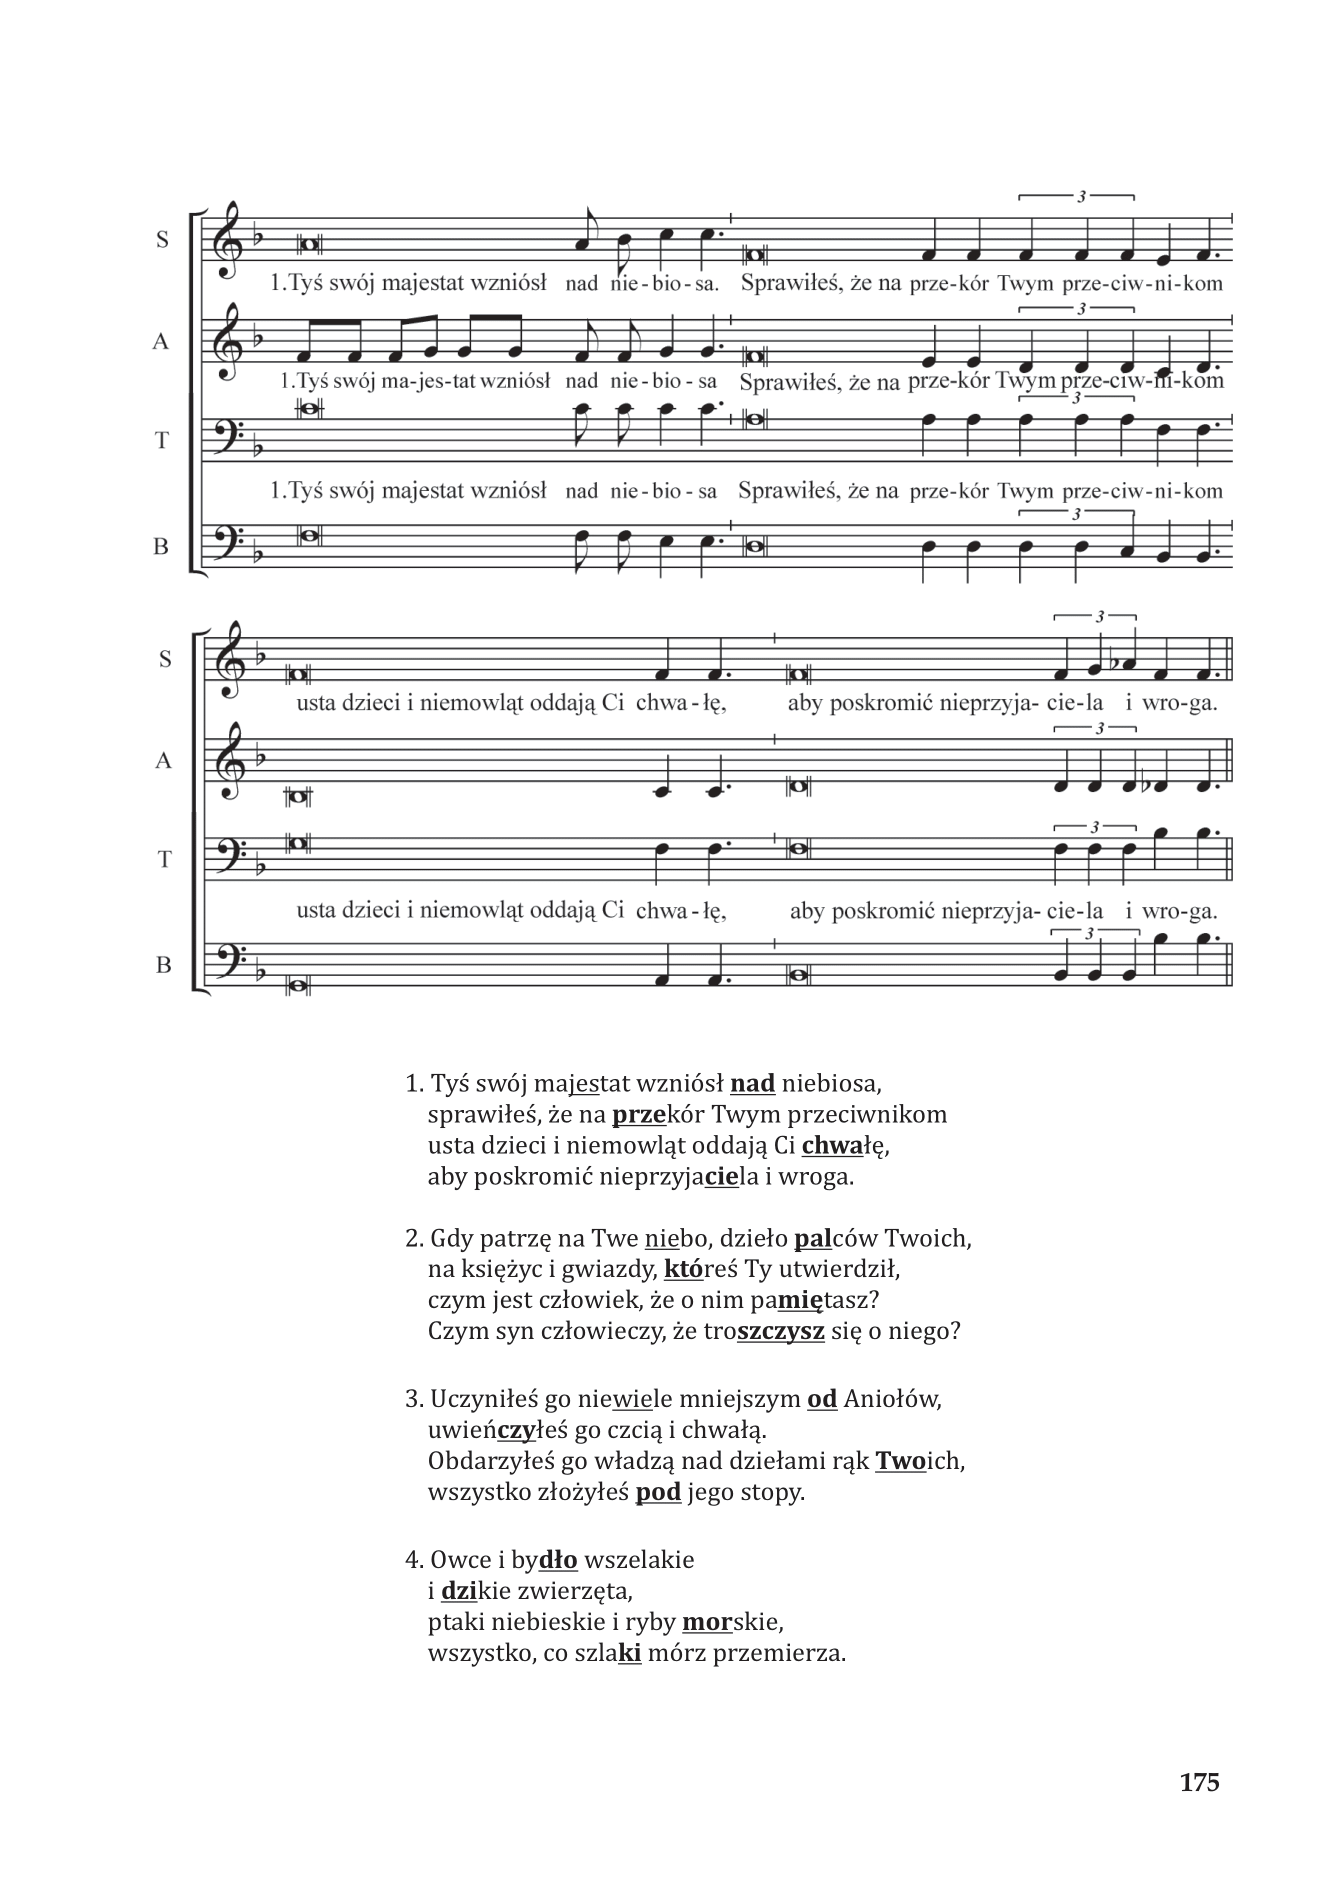 3
S
1.Tyś swój majestat wzniósł nad nie - bio - sa. Sprawiłeś, że na prze-kór Twym prze-ciw-ni-kom
3
A
1.Tyś swój ma-jes-tat wzniósł nad nie - bio - sa Sprawiłeś, że na prze-kór Twym prze-ciw-ni-kom
3
T
1.Tyś swój majestat wzniósł nad nie - bio - sa Sprawiłeś, że na prze-kór Twym prze-ciw-ni-kom
3
B
3
S
usta dzieci i niemowląt oddają Ci chwa - łę, aby poskromić nieprzyja- cie-la i wro-ga.
3
A
3
T
usta dzieci i niemowląt oddają Ci chwa - łę, aby poskromić nieprzyja- cie-la i wro-ga.
3
B
1. Tyś swój majestat wzniósł nad niebiosa,
sprawiłeś, że na przekór Twym przeciwnikom
usta dzieci i niemowląt oddają Ci chwałę,
aby poskromić nieprzyjaciela i wroga.
2. Gdy patrzę na Twe niebo, dzieło palców Twoich,
na księżyc i gwiazdy, któreś Ty utwierdził,
czym jest człowiek, że o nim pamiętasz?
Czym syn człowieczy, że troszczysz się o niego?
3. Uczyniłeś go niewiele mniejszym od Aniołów,
uwieńczyłeś go czcią i chwałą.
Obdarzyłeś go władzą nad dziełami rąk Twoich,
wszystko złożyłeś pod jego stopy.
4. Owce i bydło wszelakie
i dzikie zwierzęta,
ptaki niebieskie i ryby morskie,
wszystko, co szlaki mórz przemierza.
175